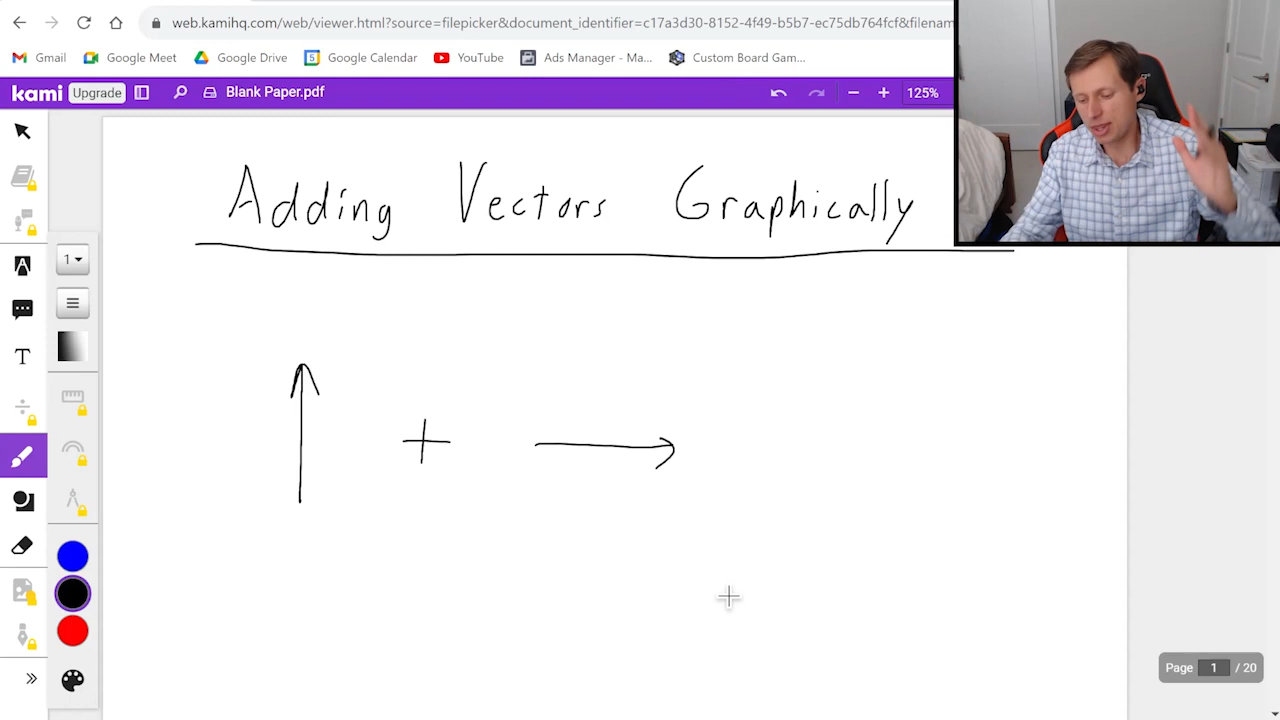 web.kamihq.com/web/viewer.html?source=filepicker&document_identifier=c17a3d30-8152-4f49-b5b7-ec75db764fcf&filenam
Gmail Google Meet Google Drive Google Calendar YouTube Ads Manager - Ma... Custom Board Gam...
kami Upgrade Blank Paper.pdf 125%
Adding Vectors Graphically
1
+
T
Page 1 / 20